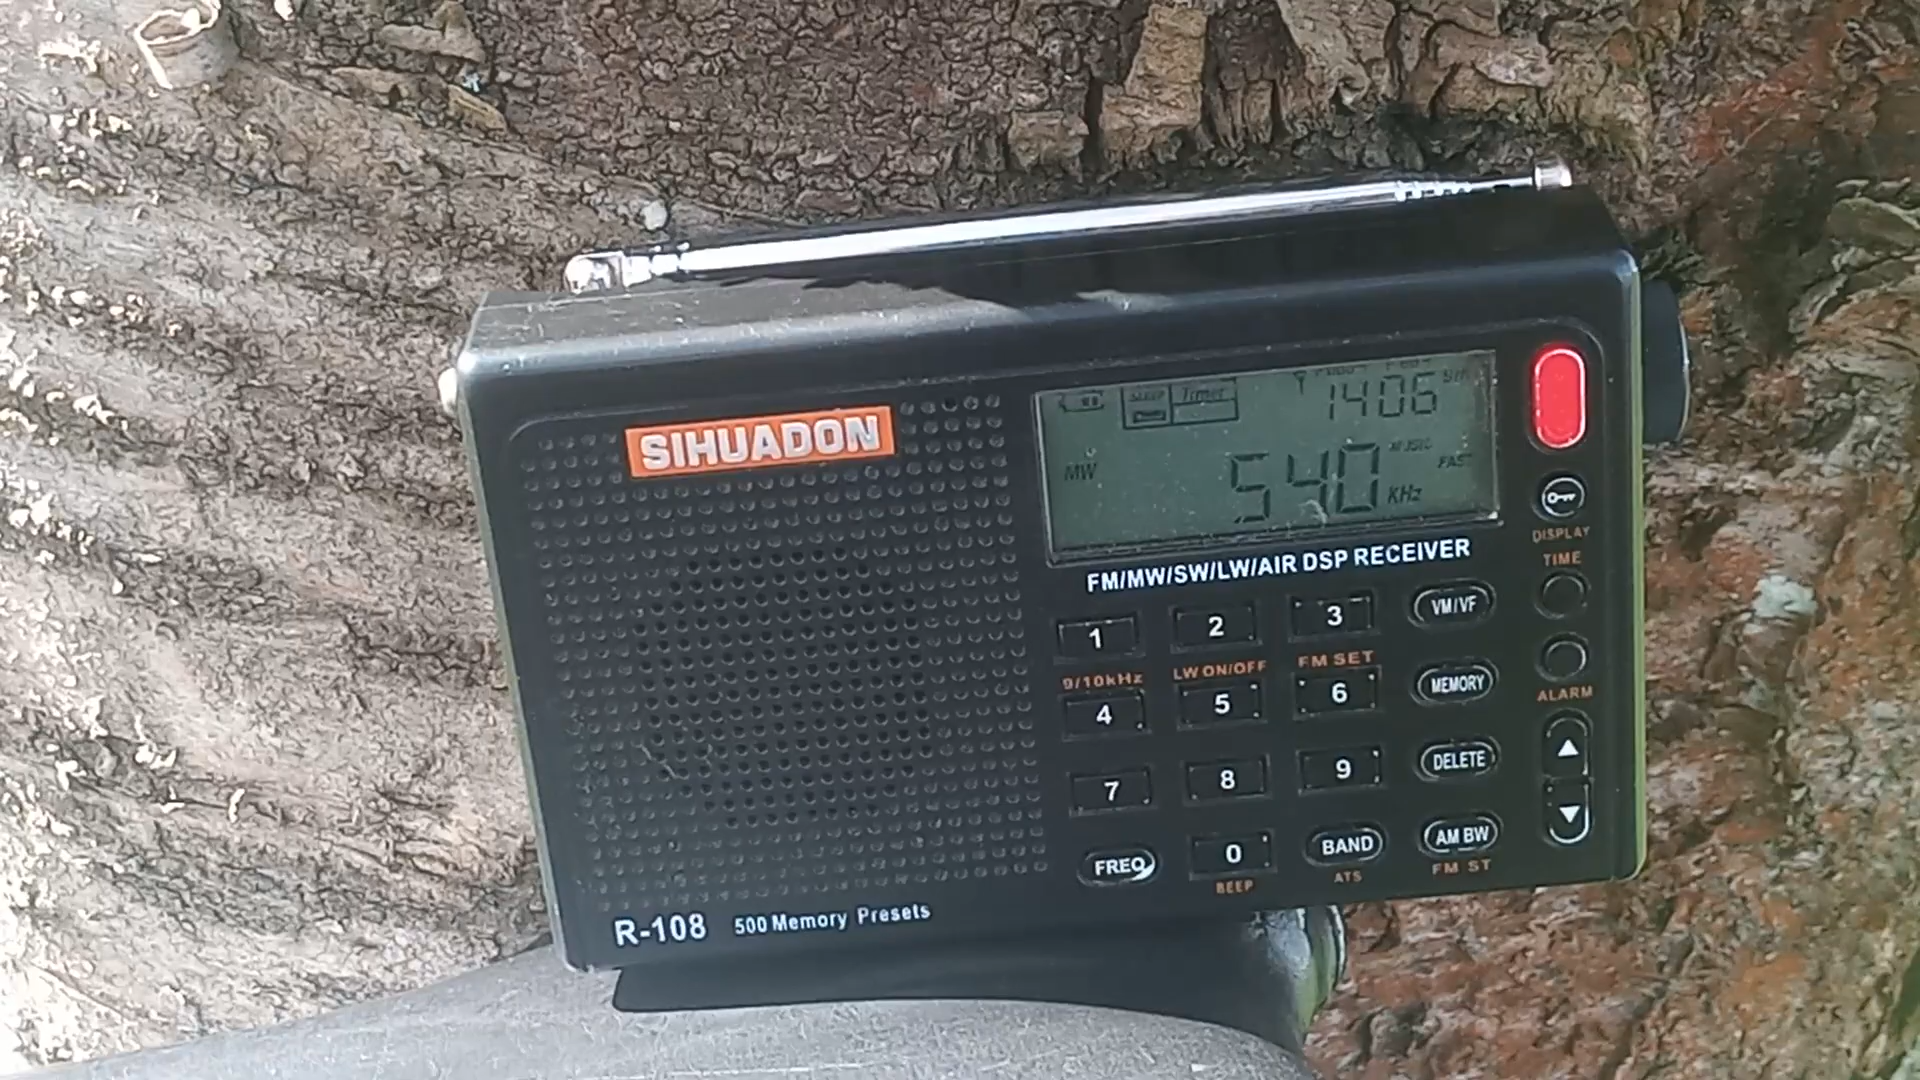 SIHUADON
SLEEP Timer
1406
MW 540 KHz
MUSIC
FAST
FM/MW/SW/LW/AIR DSP RECEIVER
DISPLAY
TIME
1 2 3 VM/VF
9/10kHz LW ON/OFF FM SET
4 5 6 MEMORY
ALARM
7 8 9 DELETE
FREQ 0 BAND AM BW
BEEP ATS FM ST
R-108 500 Memory Presets